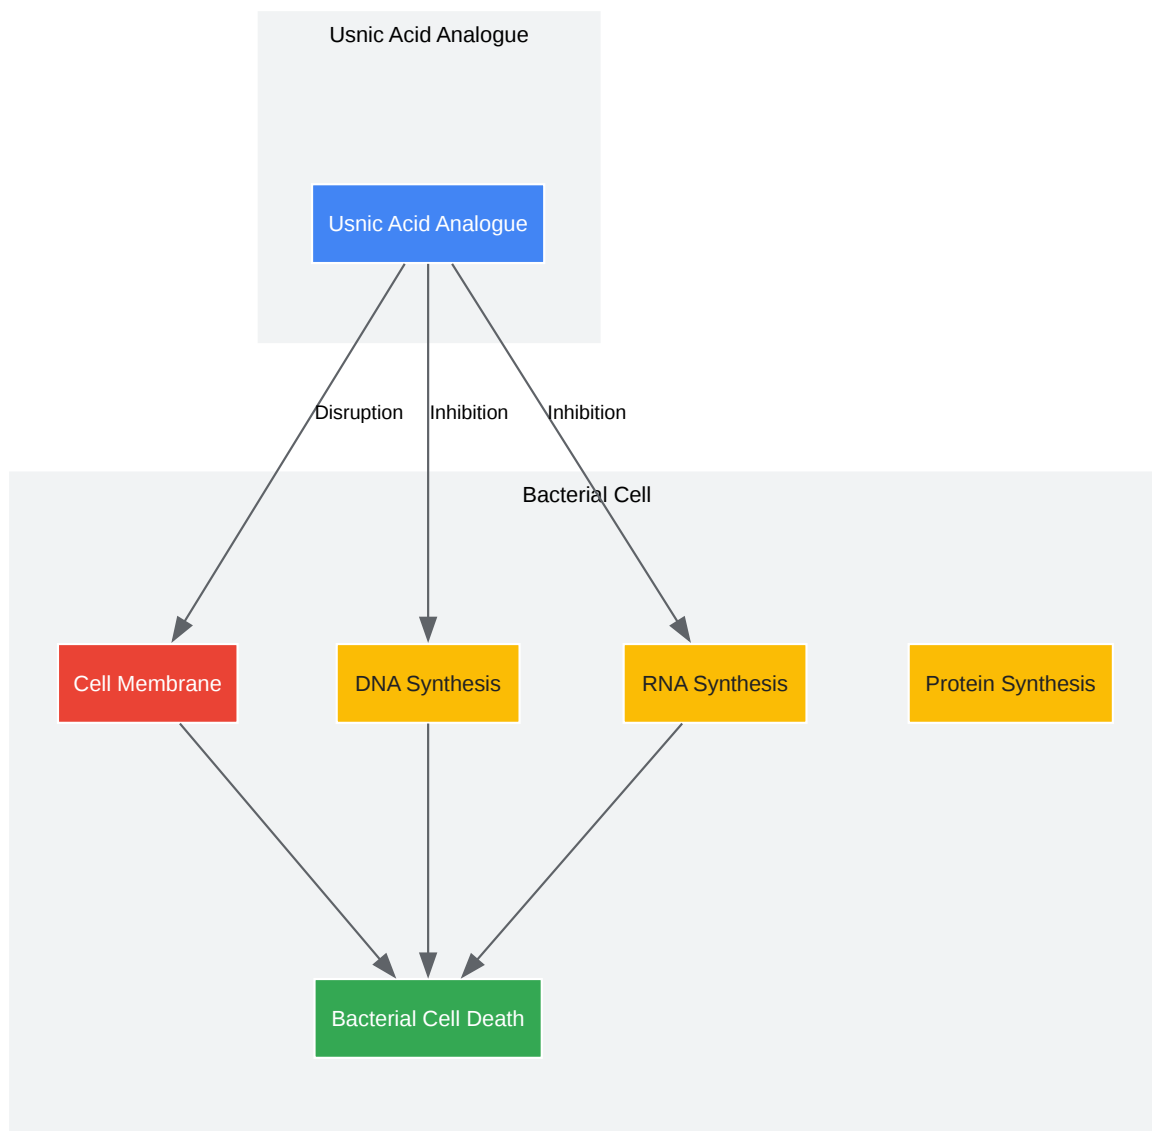 Usnic Acid Analogue
Usnic Acid Analogue
Disruption
Inhibition
Inhibition
Bacterial Cell
Cell Membrane
DNA Synthesis
RNA Synthesis
Protein Synthesis
Bacterial Cell Death